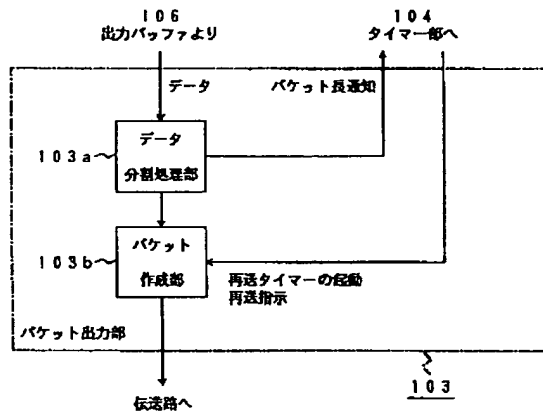 106
出力バッファより
104
タイマー部へ
データ
パケット長通知
データ
分割処理部
103a
パケット
作成部
103b
再送タイマーの起動
再送指示
パケット出力部
103
伝送路へ